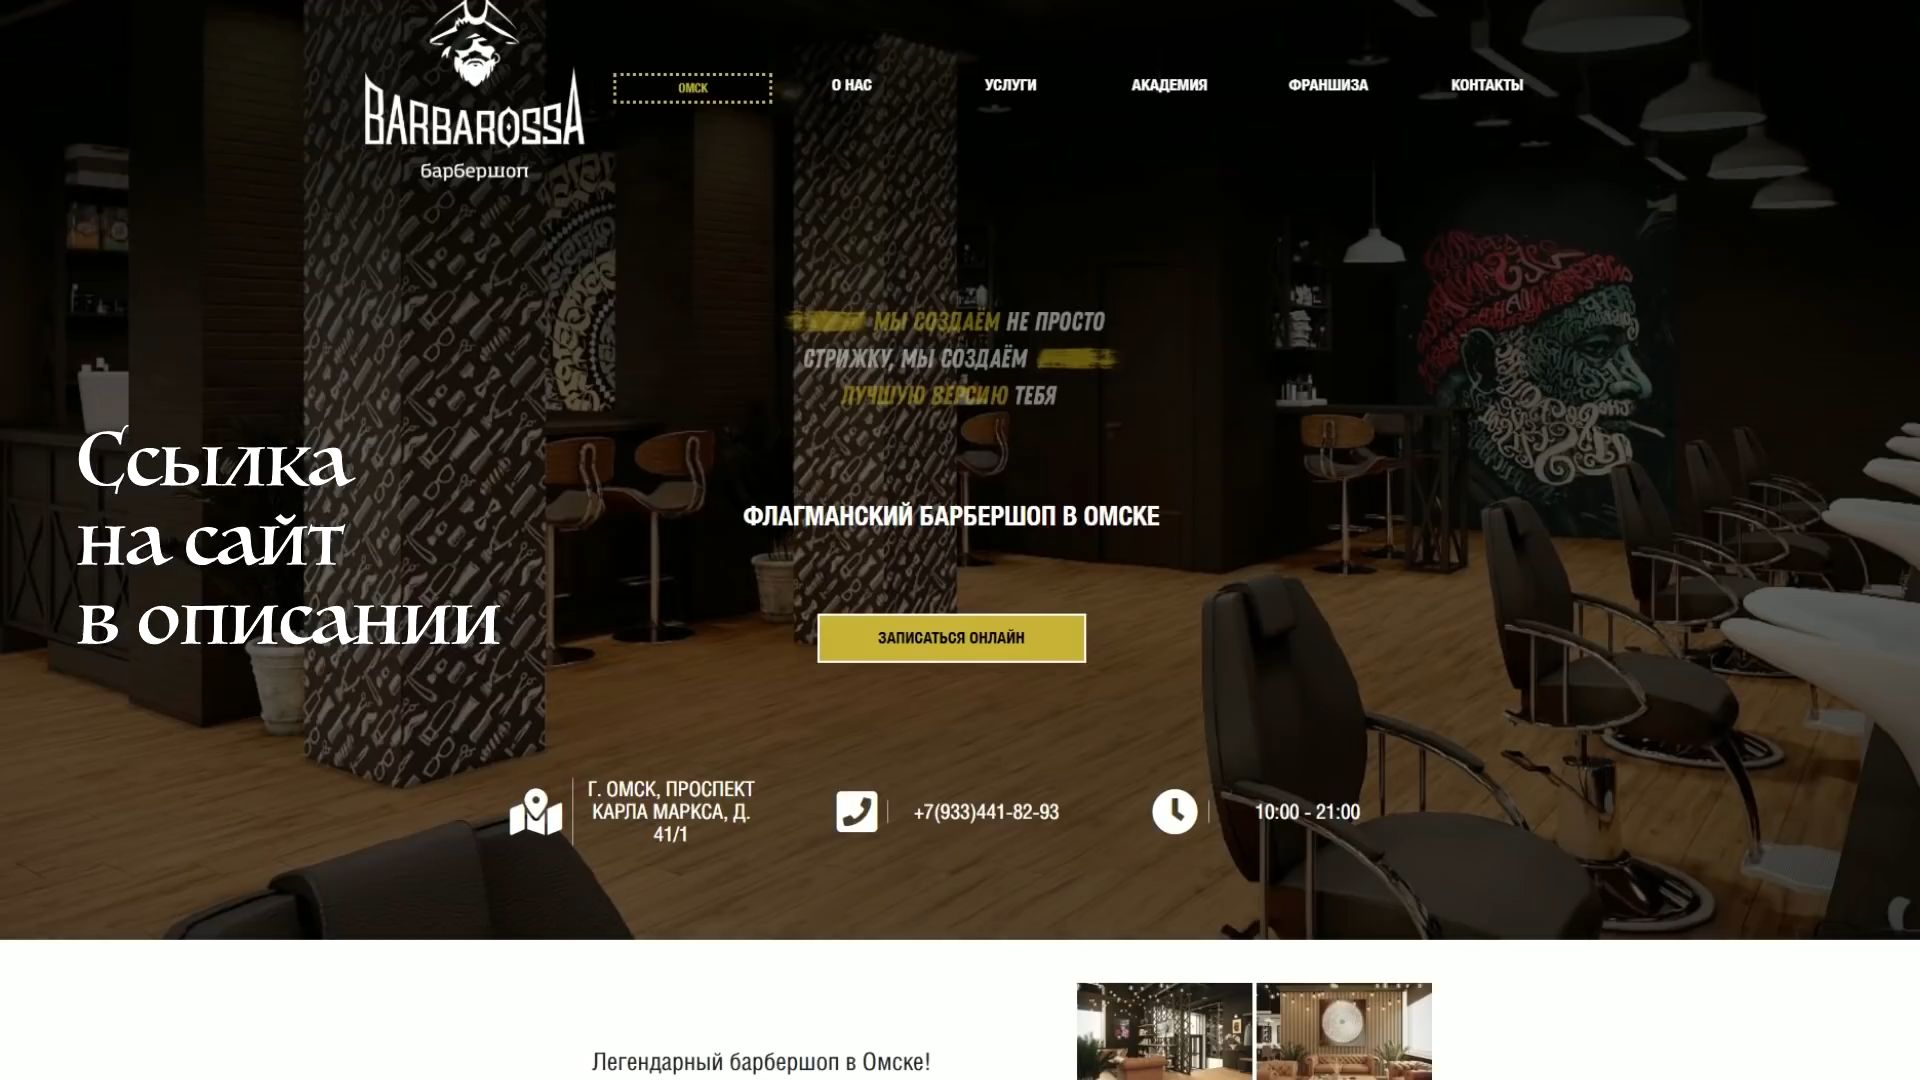 BARBAROSSA
барбершоп
ОМСК
О НАС
УСЛУГИ
АКАДЕМИЯ
ФРАНШИЗА
КОНТАКТЫ
МЫ СОЗДАЁМ НЕ ПРОСТО
СТРИЖКУ, МЫ СОЗДАЁМ
ЛУЧШУЮ ВЕРСИЮ ТЕБЯ
Ссылка
на сайт
в описании
ФЛАГМАНСКИЙ БАРБЕРШОП В ОМСКЕ
ЗАПИСАТЬСЯ ОНЛАЙН
Г. ОМСК, ПРОСПЕКТ
КАРЛА МАРКСА, Д.
41/1
+7(933)441-82-93
10:00 - 21:00
Легендарный барбершоп в Омске!